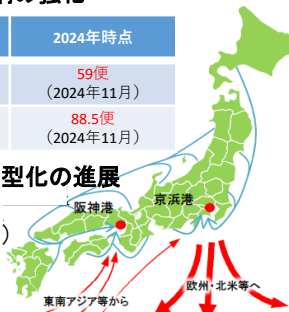 の強化
2024年時点
59便
（2024年11月）
88.5便
（2024年11月）
型化の進展
阪神港
京浜港
）
欧州・北米等へ
東南アジア等から